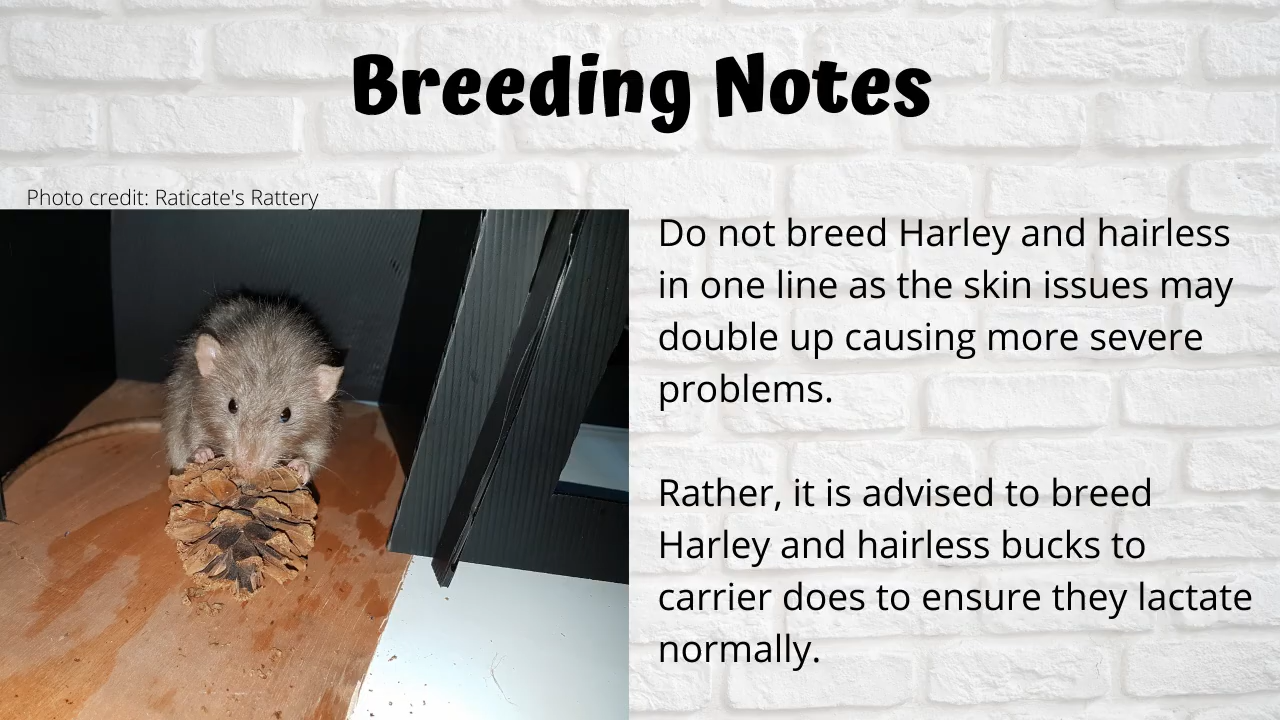 Breeding Notes
Photo credit: Raticate's Rattery
Do not breed Harley and hairless
in one line as the skin issues may
double up causing more severe
problems.
Rather, it is advised to breed
Harley and hairless bucks to
carrier does to ensure they lactate
normally.